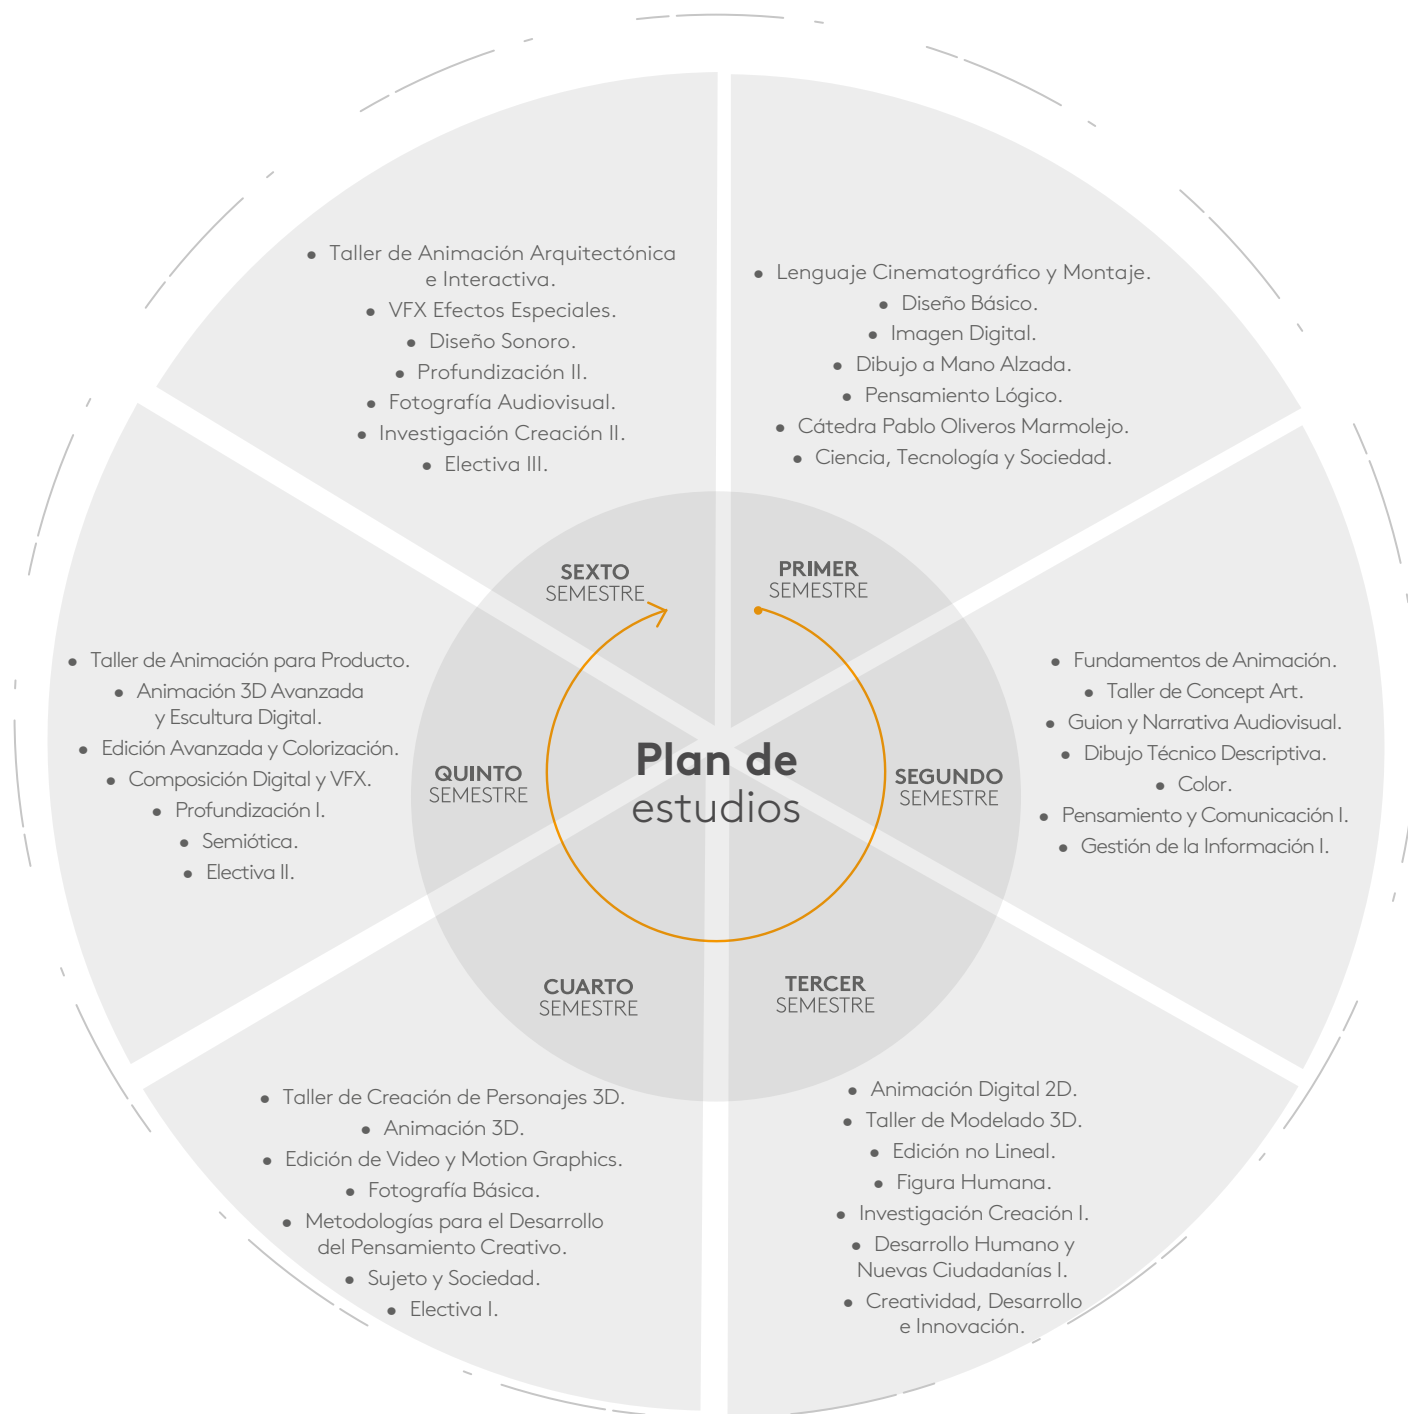 Plan de
estudios
PRIMER
SEMESTRE
• Lenguaje Cinematográfico y Montaje.
• Diseño Básico.
• Imagen Digital.
• Dibujo a Mano Alzada.
• Pensamiento Lógico.
• Cátedra Pablo Oliveros Marmolejo.
• Ciencia, Tecnología y Sociedad.
SEGUNDO
SEMESTRE
• Fundamentos de Animación.
• Taller de Concept Art.
• Guion y Narrativa Audiovisual.
• Dibujo Técnico Descriptiva.
• Color.
• Pensamiento y Comunicación I.
• Gestión de la Información I.
TERCER
SEMESTRE
• Animación Digital 2D.
• Taller de Modelado 3D.
• Edición no Lineal.
• Figura Humana.
• Investigación Creación I.
• Desarrollo Humano y
Nuevas Ciudadanías I.
• Creatividad, Desarrollo
e Innovación.
CUARTO
SEMESTRE
• Taller de Creación de Personajes 3D.
• Animación 3D.
• Edición de Video y Motion Graphics.
• Fotografía Básica.
• Metodologías para el Desarrollo
del Pensamiento Creativo.
• Sujeto y Sociedad.
• Electiva I.
QUINTO
SEMESTRE
• Taller de Animación para Producto.
• Animación 3D Avanzada
y Escultura Digital.
• Edición Avanzada y Colorización.
• Composición Digital y VFX.
• Profundización I.
• Semiótica.
• Electiva II.
SEXTO
SEMESTRE
• Taller de Animación Arquitectónica
e Interactiva.
• VFX Efectos Especiales.
• Diseño Sonoro.
• Profundización II.
• Fotografía Audiovisual.
• Investigación Creación II.
• Electiva III.